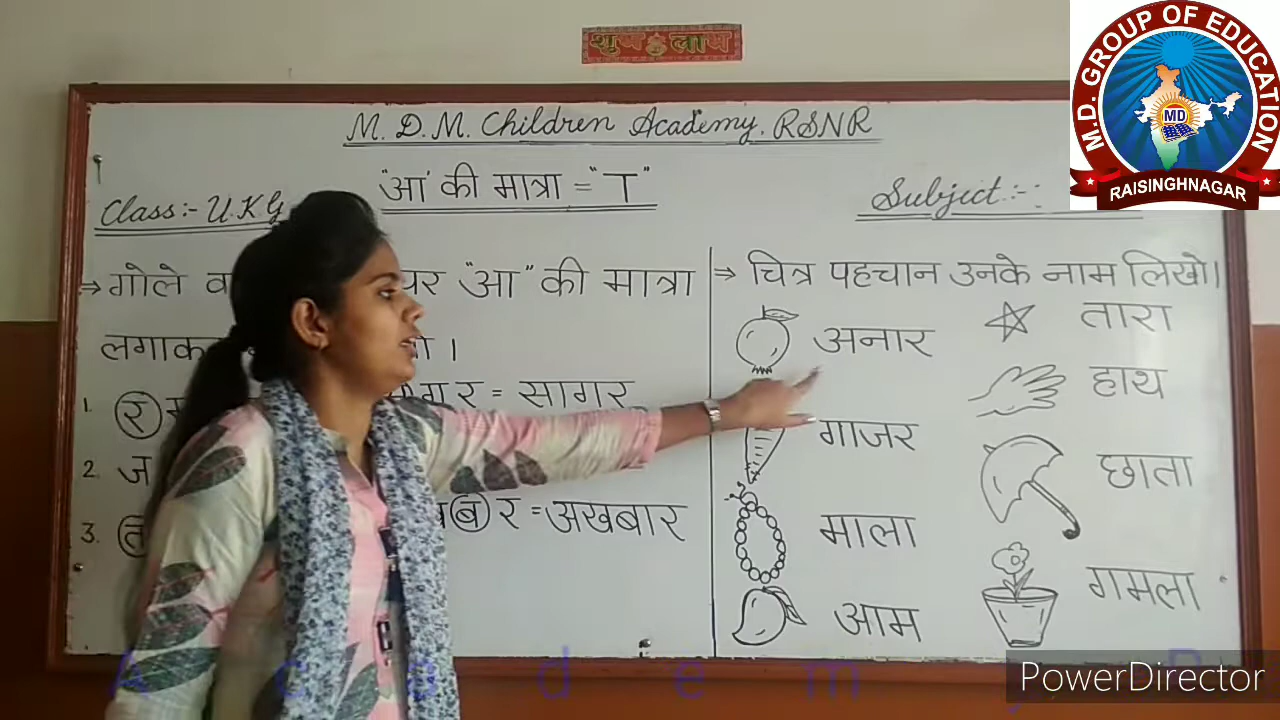 शुभ लाभ
M. D. M. Children Academy. RSNR
M.D. GROUP OF EDUCATION
MD
RAISINGHNAGAR
"आ" की मात्रा = "ा"
Class:- U.K.G
Subject:-
→ गोले पर "आ" की मात्रा
लगाकर
1. र र = सागर
2. ज
3. त ब र = अखबार
⇒ चित्र पहचान उनके नाम लिखो।
अनार
गाजर
माला
आम
तारा
हाथ
छाता
गमला
A c a d e m
PowerDirector